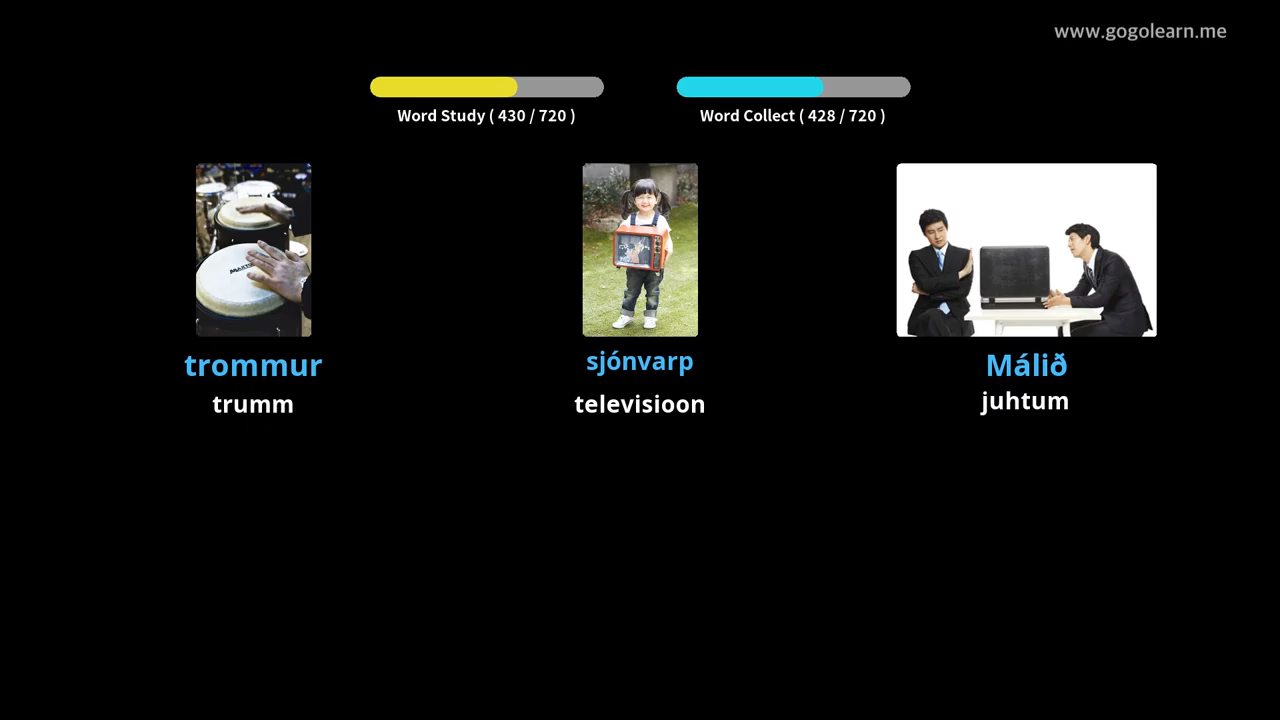 www.gogolearn.me
Word Study ( 430 / 720 )
Word Collect ( 428 / 720 )
trommur
trumm
sjónvarp
televisioon
Málið
juhtum